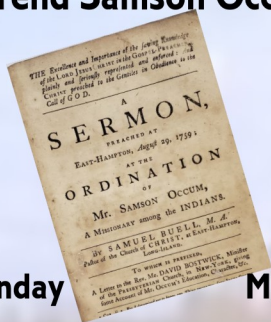 rend Samson Occ
THE Excellence and Importance of the saving Knowledge
of the LORD JESUS CHRIST in the GOSPEL PREACHER,
plainly and seriously represented and enforced:
CHRIST preached to the Gentiles in Obedience to the
Call of GOD.
A
SERMON,
PREACHED AT
EAST-HAMPTON, August 29, 1759;
AT THE
ORDINATION
OF
Mr. SAMSON OCCUM,
A MISSIONARY among the INDIANS.
BY SAMUEL BUELL, M. A.
Pastor of the Church of CHRIST, at EAST-HAMPTON,
LONG-ISLAND.
TO WHICH IS PREFIXED,
A Letter to the Rev. Mr. DAVID BOSTWICK, Minister
of the PRESBYTERIAN Church, in New-YORK, giving
some Account of Mr. OCCUM's Education, Character, &c.
nday
M